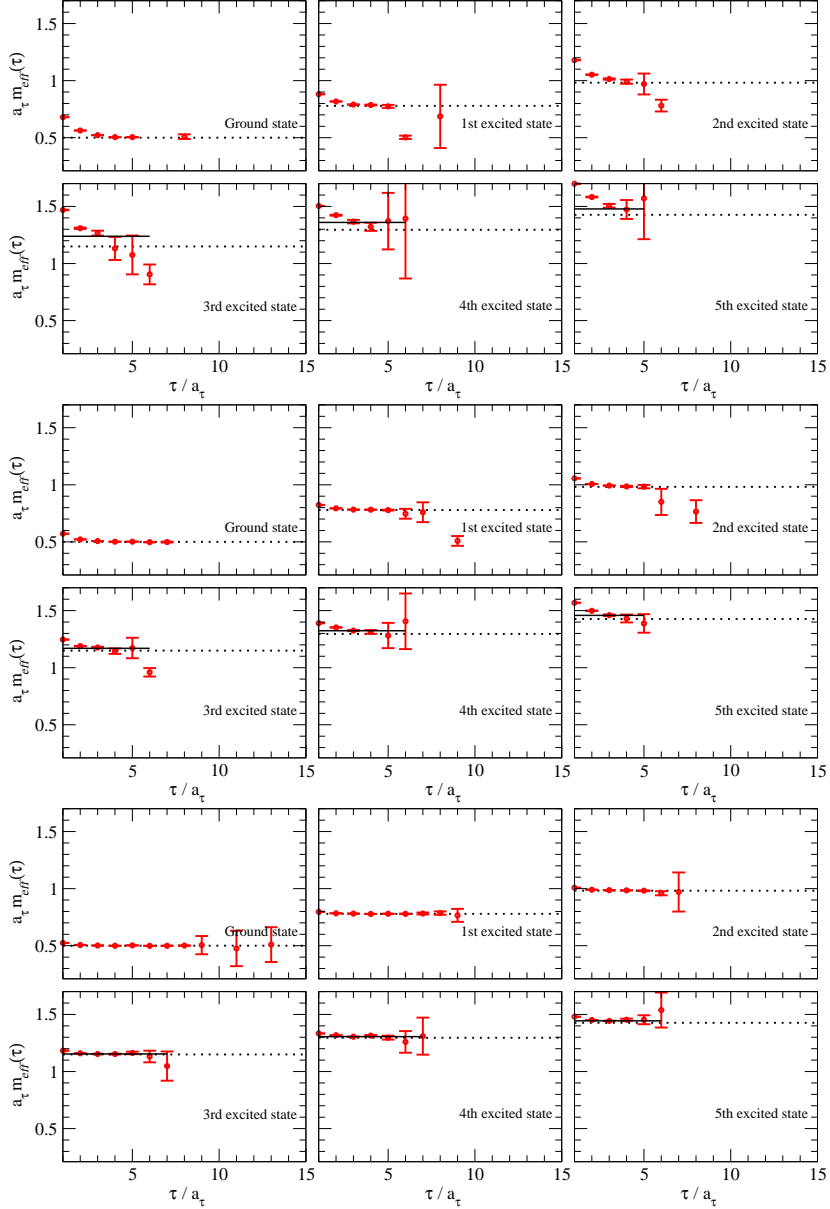 1.5
1
0.5
a_τ m_eff(τ)
Ground state
1st excited state
2nd excited state
1.5
1
0.5
a_τ m_eff(τ)
3rd excited state
4th excited state
5th excited state
5 10 15 5 10 15 5 10 15
τ / a_τ τ / a_τ τ / a_τ
1.5
1
0.5
a_τ m_eff(τ)
Ground state
1st excited state
2nd excited state
1.5
1
0.5
a_τ m_eff(τ)
3rd excited state
4th excited state
5th excited state
5 10 15 5 10 15 5 10 15
τ / a_τ τ / a_τ τ / a_τ
1.5
1
0.5
a_τ m_eff(τ)
Ground state
1st excited state
2nd excited state
1.5
1
0.5
a_τ m_eff(τ)
3rd excited state
4th excited state
5th excited state
5 10 15 5 10 15 5 10 15
τ / a_τ τ / a_τ τ / a_τ